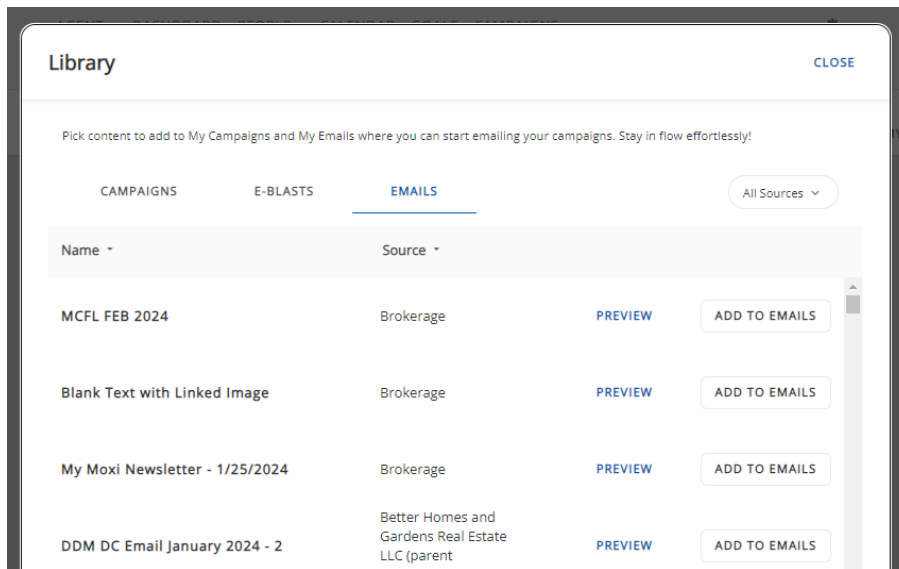 Library
CLOSE
Pick content to add to My Campaigns and My Emails where you can start emailing your campaigns. Stay in flow effortlessly!
CAMPAIGNS E-BLASTS EMAILS All Sources
Name Source
MCFL FEB 2024 Brokerage PREVIEW ADD TO EMAILS
Blank Text with Linked Image Brokerage PREVIEW ADD TO EMAILS
My Moxi Newsletter - 1/25/2024 Brokerage PREVIEW ADD TO EMAILS
Better Homes and
Gardens Real Estate
DDM DC Email January 2024 - 2 PREVIEW ADD TO EMAILS
LLC (parent